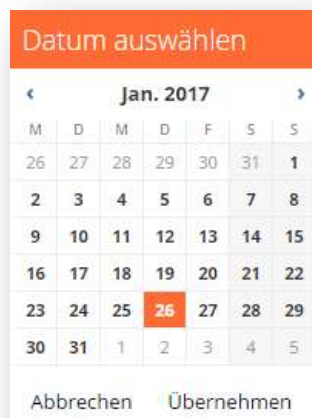 Datum auswählen
‹ Jan. 2017 ›
M D M D F S S
26 27 28 29 30 31 1
2 3 4 5 6 7 8
9 10 11 12 13 14 15
16 17 18 19 20 21 22
23 24 25 26 27 28 29
30 31 1 2 3 4 5
Abbrechen Übernehmen